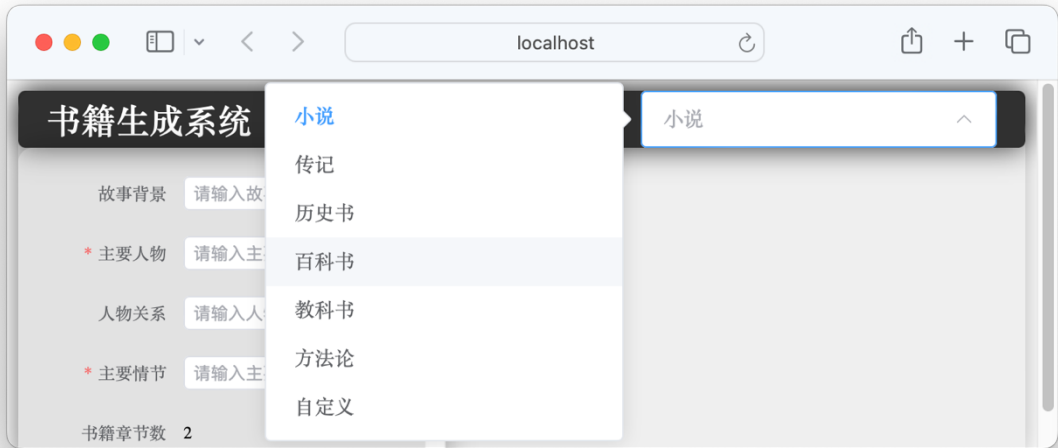 localhost
书籍生成系统
小说
小说
传记
历史书
百科书
教科书
方法论
自定义
故事背景 请输入故
* 主要人物 请输入主
人物关系 请输入人
* 主要情节 请输入主
书籍章节数 2